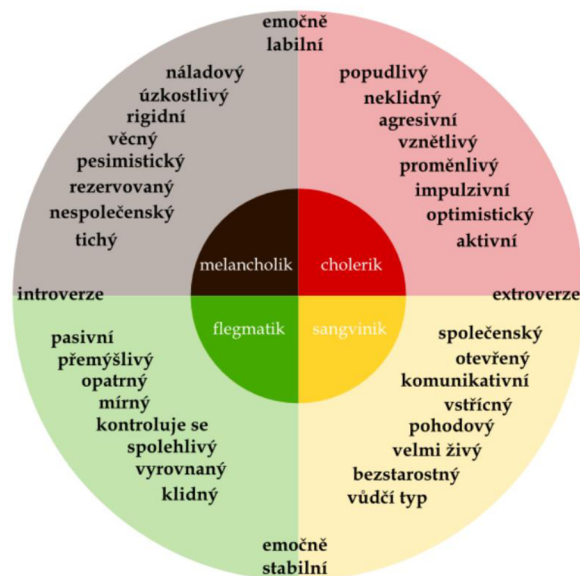 emočně
labilní
náladový
úzkostlivý
rigidní
věcný
pesimistický
rezervovaný
nespolečenský
tichý
popudlivý
neklidný
agresivní
vznětlivý
proměnlivý
impulzivní
optimistický
aktivní
melancholik
cholerik
introverze
extroverze
flegmatik
sangvinik
pasivní
přemýšlivý
opatrný
mírný
kontroluje se
spolehlivý
vyrovnaný
klidný
společenský
otevřený
komunikativní
vstřícný
pohodový
velmi živý
bezstarostný
vůdčí typ
emočně
stabilní